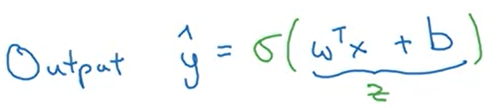 Output ŷ = σ(wᵀx + b)
z